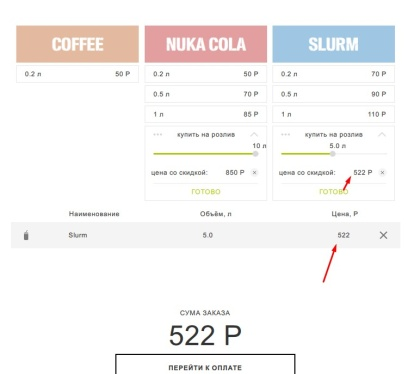 COFFEE NUKA COLA SLURM
0.2 л 50 Р 0.2 л 50 Р 0.2 л 70 Р
0.5 л 70 Р 0.5 л 90 Р
1 л 85 Р 1 л 110 Р
купить на розлив купить на розлив
10 л 5.0 л
цена со скидкой: 850 Р цена со скидкой: 522 Р
ГОТОВО ГОТОВО
Наименование Объём, л Цена, Р
Slurm 5.0 522
СУМА ЗАКАЗА
522 Р
ПЕРЕЙТИ К ОПЛАТЕ